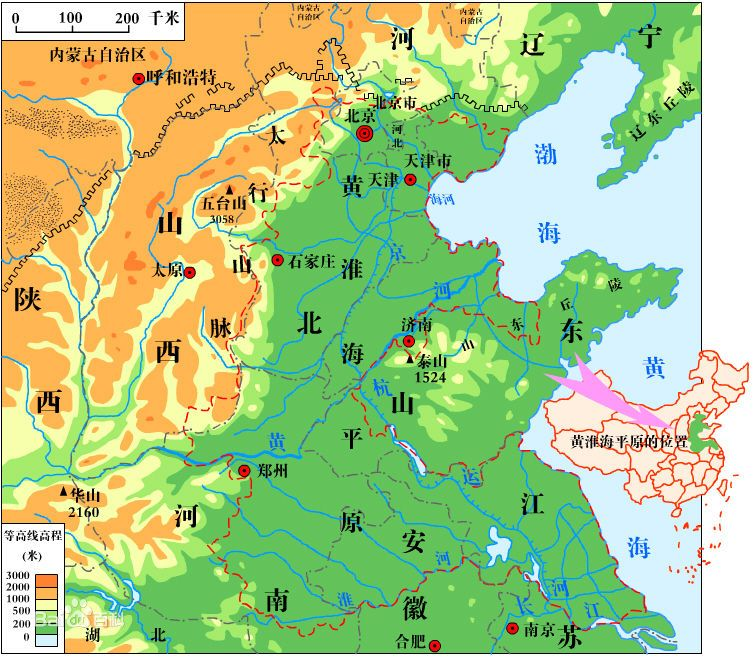 0 100 200 千米
内蒙古自治区
呼和浩特
内蒙古
自治区
内蒙古
自治区
河
北
辽
宁
辽东丘陵
北京市
北京
河北
天津市
天津
海河
渤
海
太
行
山
脉
五台山
3058
山
西
太原
石家庄
陕
西
黄
淮
海
平
原
京
杭
运
河
黄
河
济南
泰山
1524
山
东
山
东
丘
陵
黄
海
黄淮海平原的位置
郑州
华山
2160
河
南
淮
河
安
徽
合肥
江
苏
南京
长
江
湖
北
等高线高程
(米)
3000
2000
1000
500
200
0
Bai百科